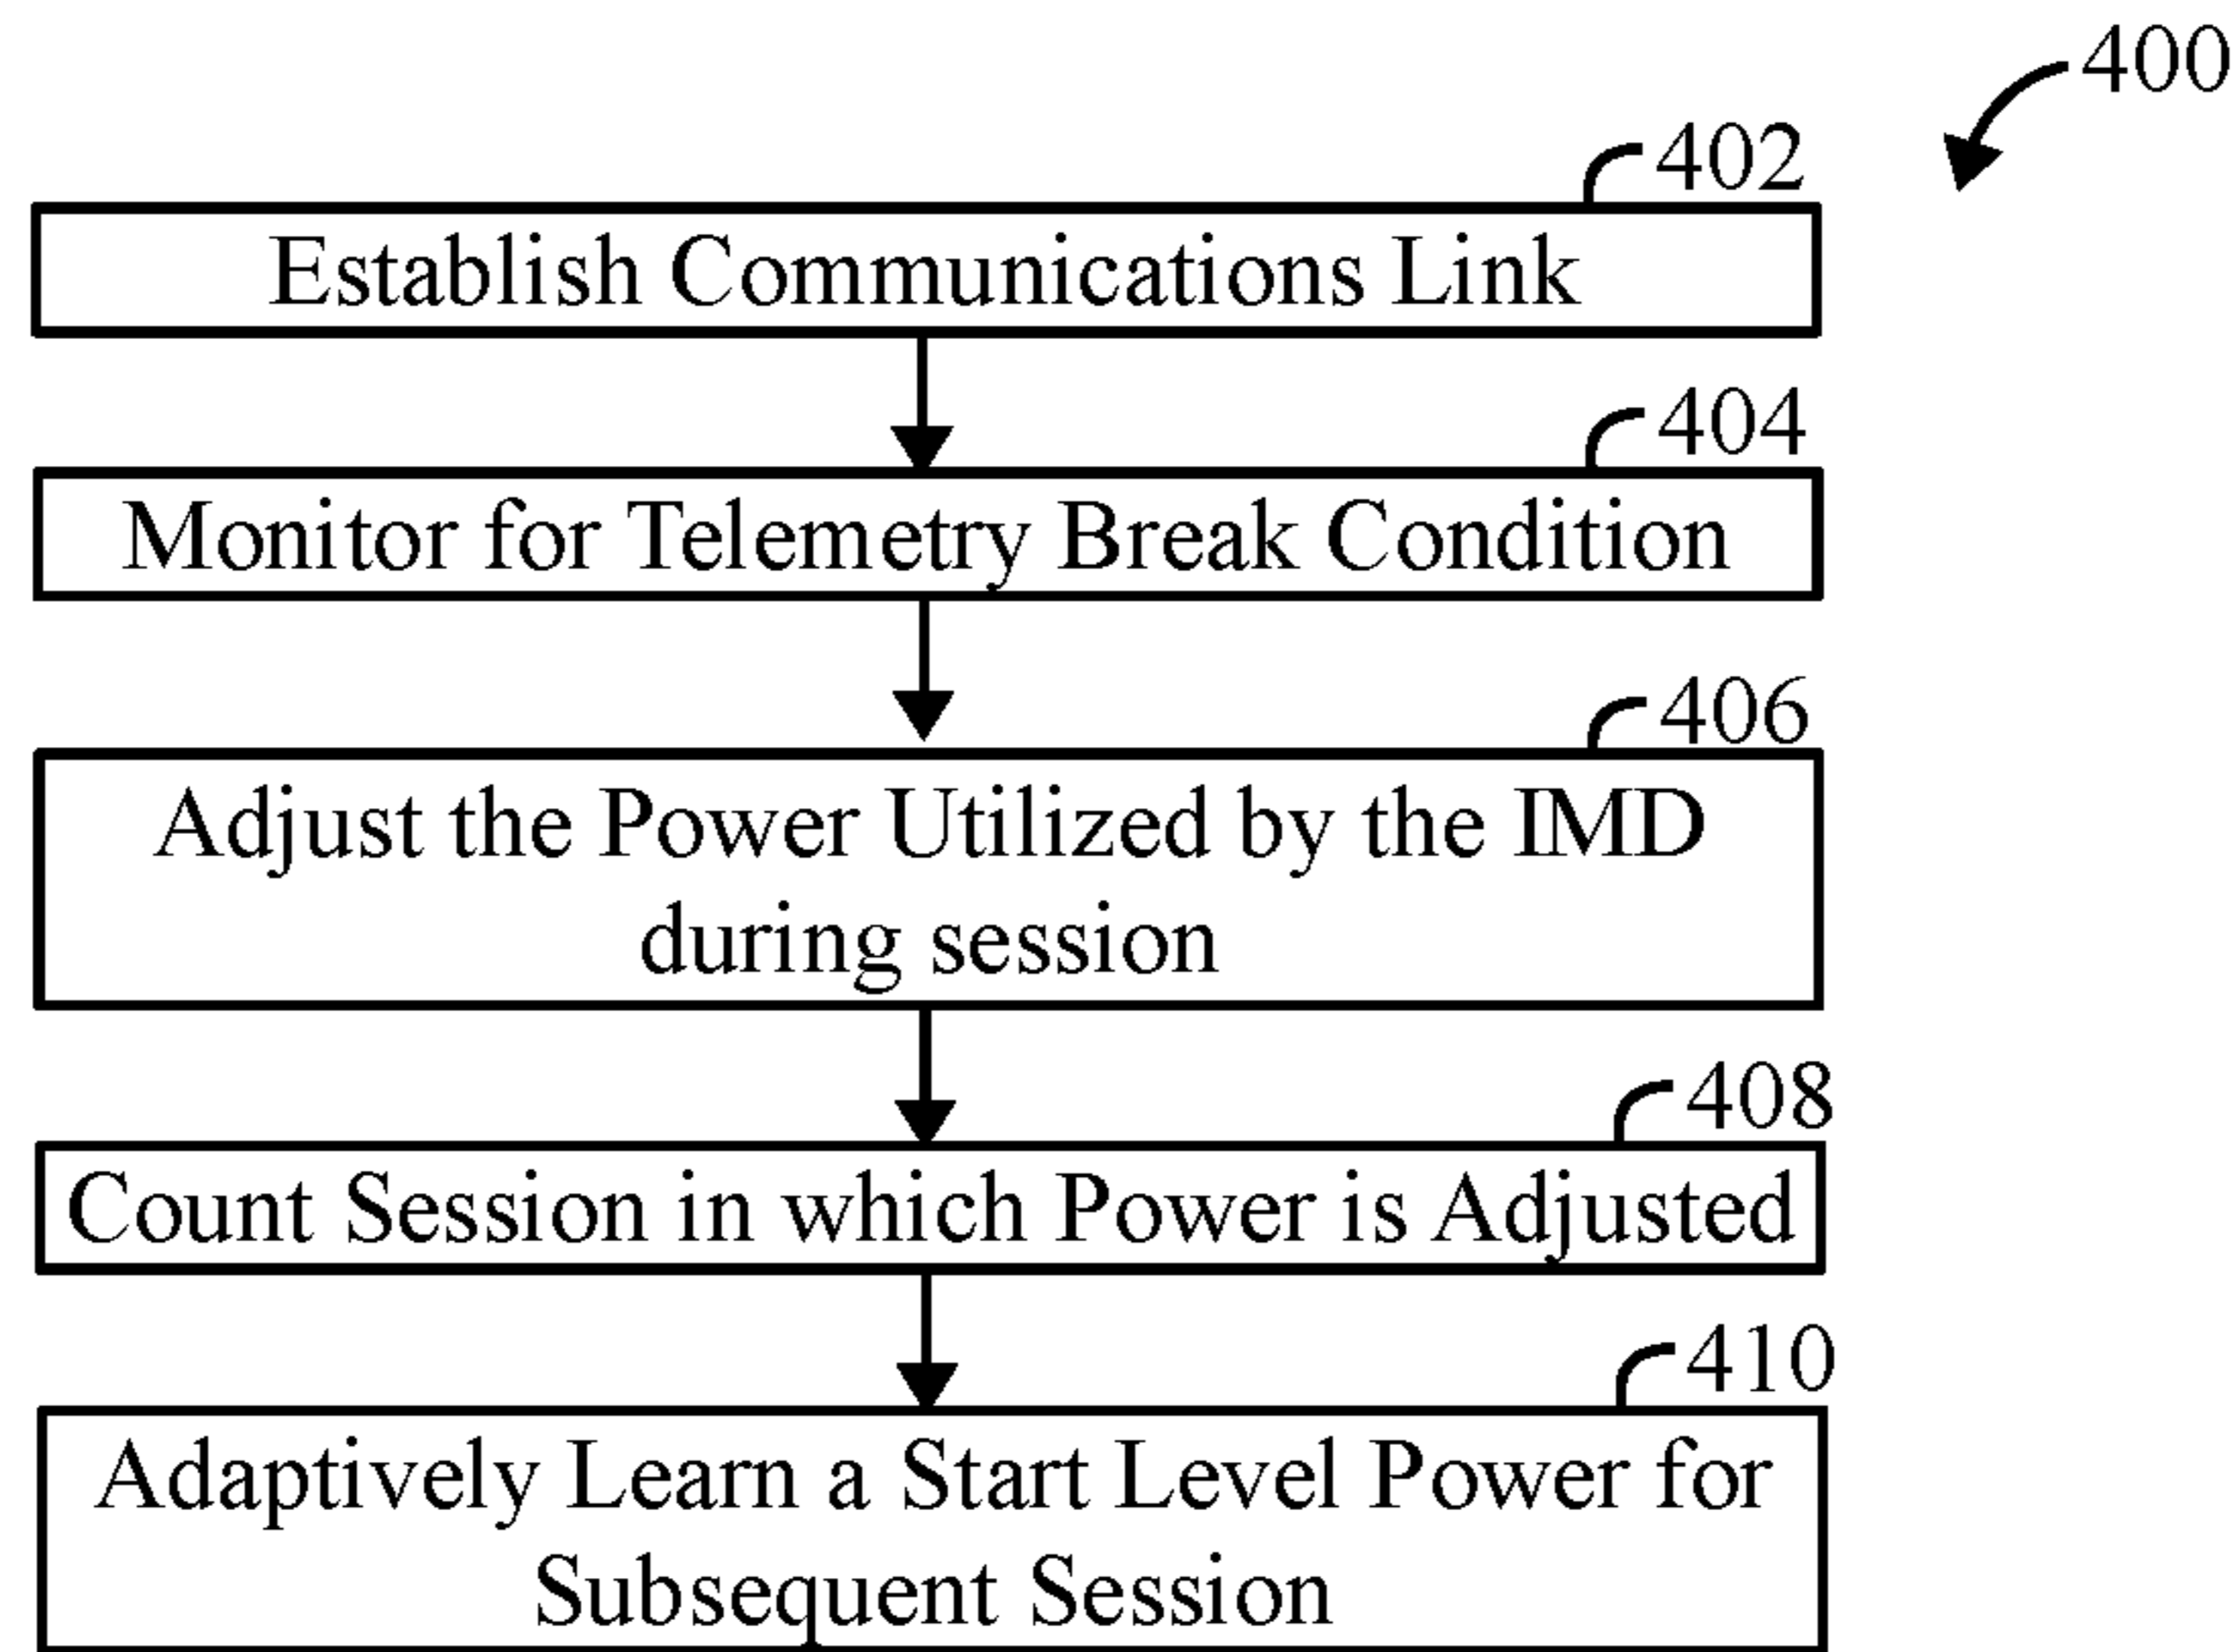 400
402
Establish Communications Link
404
Monitor for Telemetry Break Condition
406
Adjust the Power Utilized by the IMD
during session
408
Count Session in which Power is Adjusted
410
Adaptively Learn a Start Level Power for
Subsequent Session